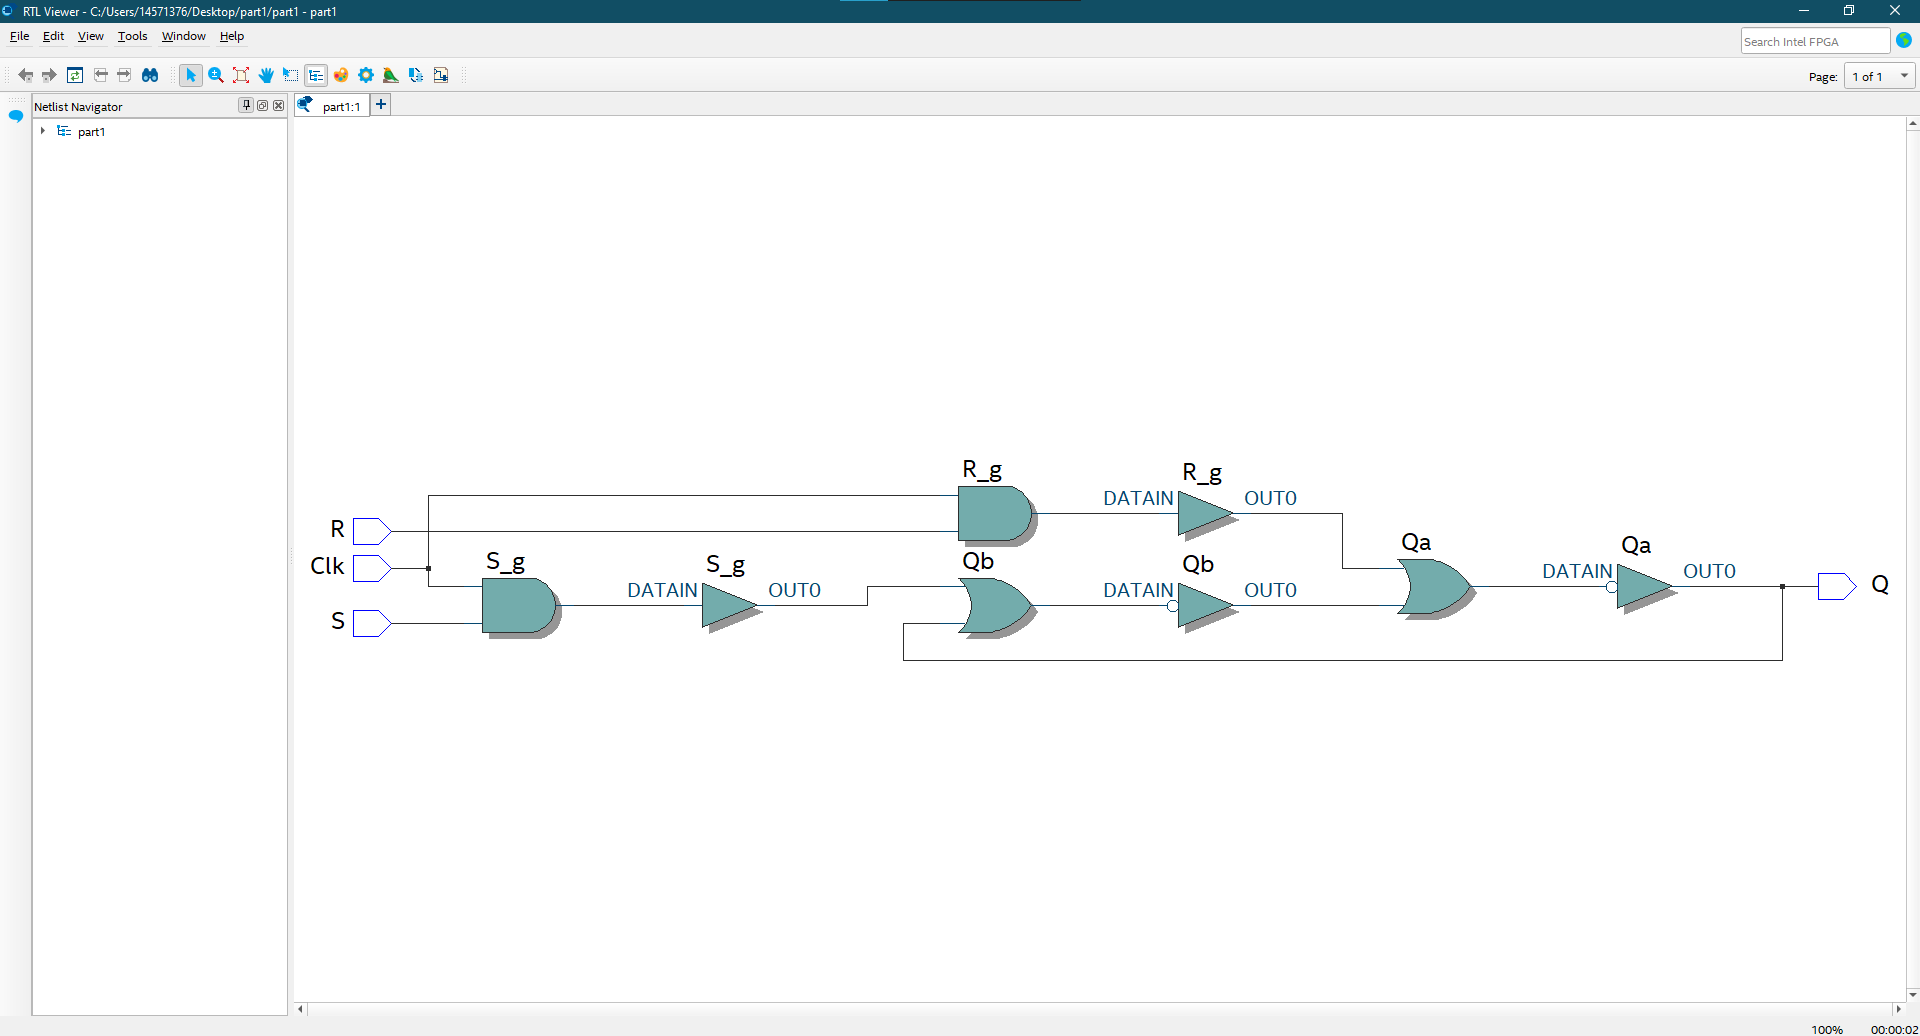 RTL Viewer - C:/Users/14571376/Desktop/part1/part1 - part1
File Edit View Tools Window Help
Search Intel FPGA
Page: 1 of 1
Netlist Navigator
part1:1
part1
R_g
R_g
DATAIN OUT0
R
Clk
S
S_g
S_g
DATAIN OUT0
Qb
Qb
DATAIN OUT0
Qa
Qa
DATAIN OUT0
Q
100% 00:00:02